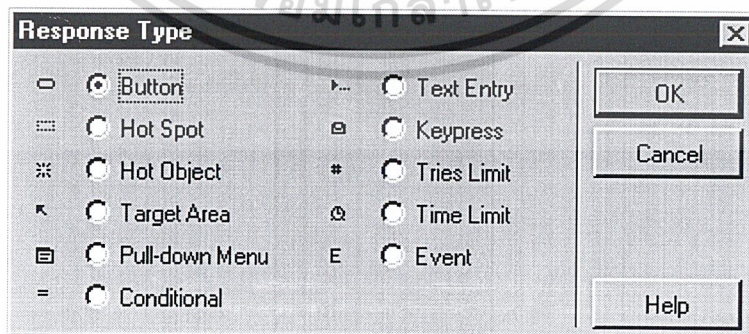 Response Type
Button
Hot Spot
Hot Object
Target Area
Pull-down Menu
= Conditional
Text Entry
Keypress
# Tries Limit
Time Limit
E Event
OK
Cancel
Help